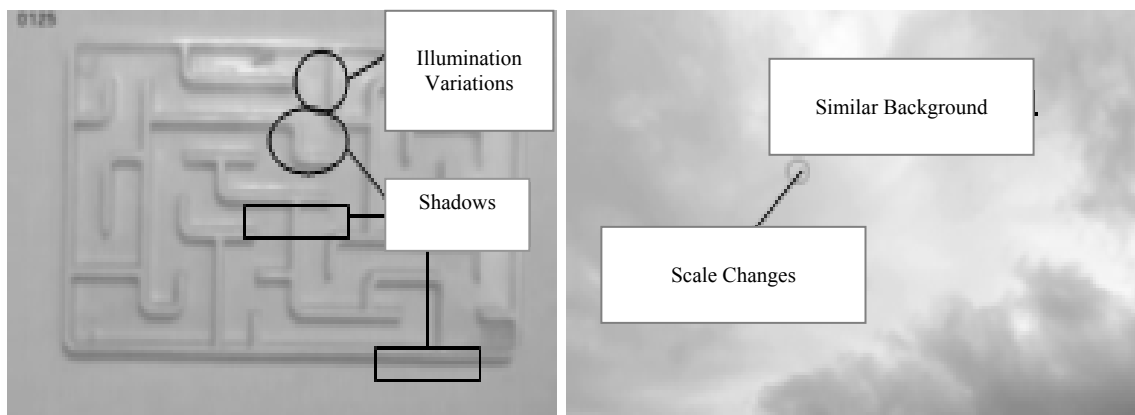 0125
Illumination
Variations
Shadows
Similar Background
Scale Changes